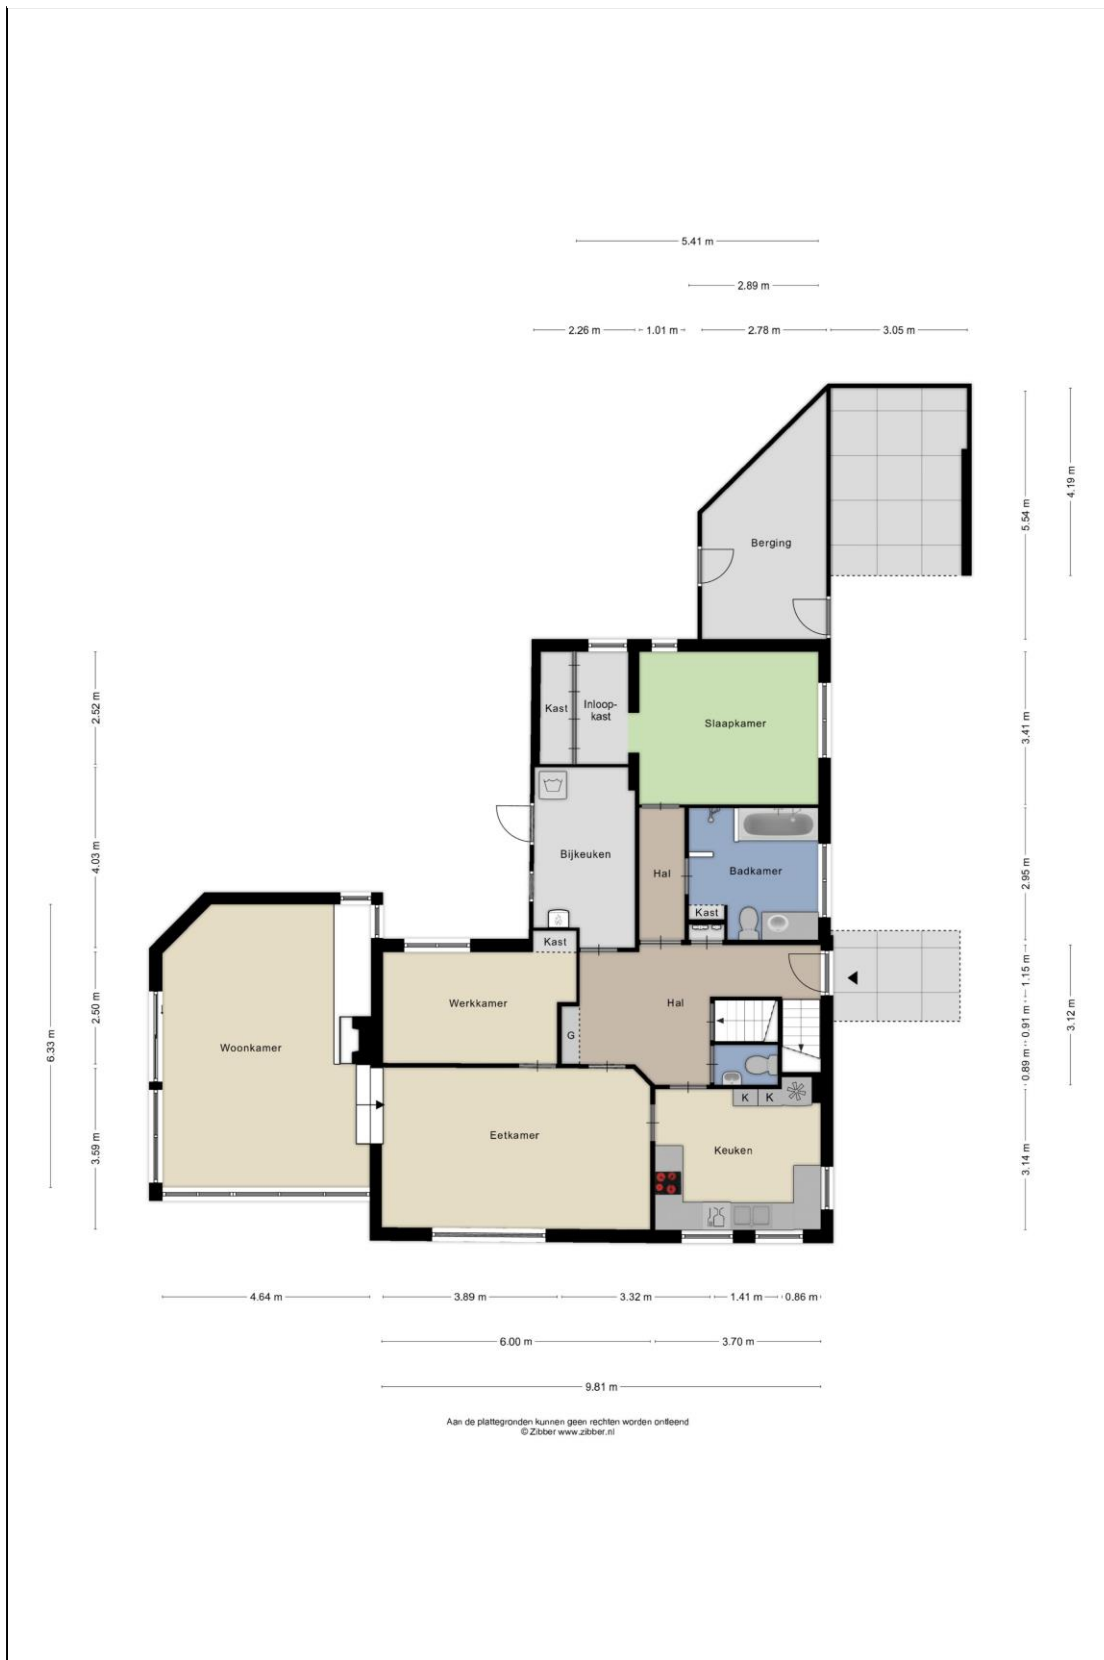 5.41 m
2.89 m
2.26 m
1.01 m
2.78 m
3.05 m
4.19 m
5.54 m
Berging
2.52 m
Kast
Inloop-
kast
Slaapkamer
3.41 m
4.03 m
Bijkeuken
Hal
Badkamer
2.95 m
Kast
Kast
6.33 m
2.50 m
Woonkamer
Werkkamer
G
Hal
1.15 m
0.91 m
0.89 m
3.12 m
3.59 m
Eetkamer
K
K
Keuken
3.14 m
4.64 m
3.89 m
3.32 m
1.41 m
0.86 m
6.00 m
3.70 m
9.81 m
Aan de plattegronden kunnen geen rechten worden ontleend
© Zibber www.zibber.nl